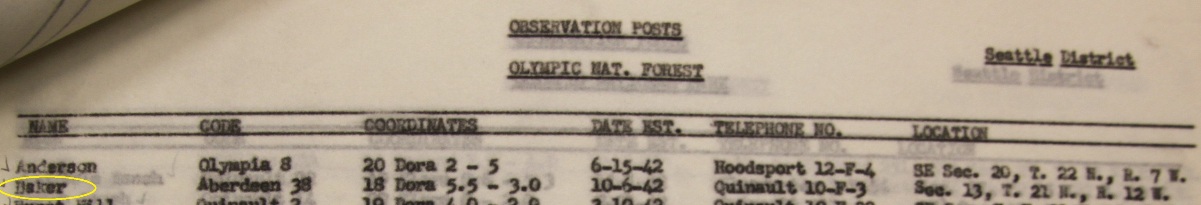 OBSERVATION POSTS
OLYMPIC NAT. FOREST
Seattle District
NAME CODE COORDINATES DATE EST. TELEPHONE NO. LOCATION
Anderson Olympia 8 20 Dora 2 - 5 6-15-42 Hoodsport 12-F-4 SE Sec. 20, T. 22 N., R. 7 W.
Baker Aberdeen 38 18 Dora 5.5 - 3.0 10-6-42 Quinault 10-F-3 Sec. 13, T. 21 N., R. 12 W.